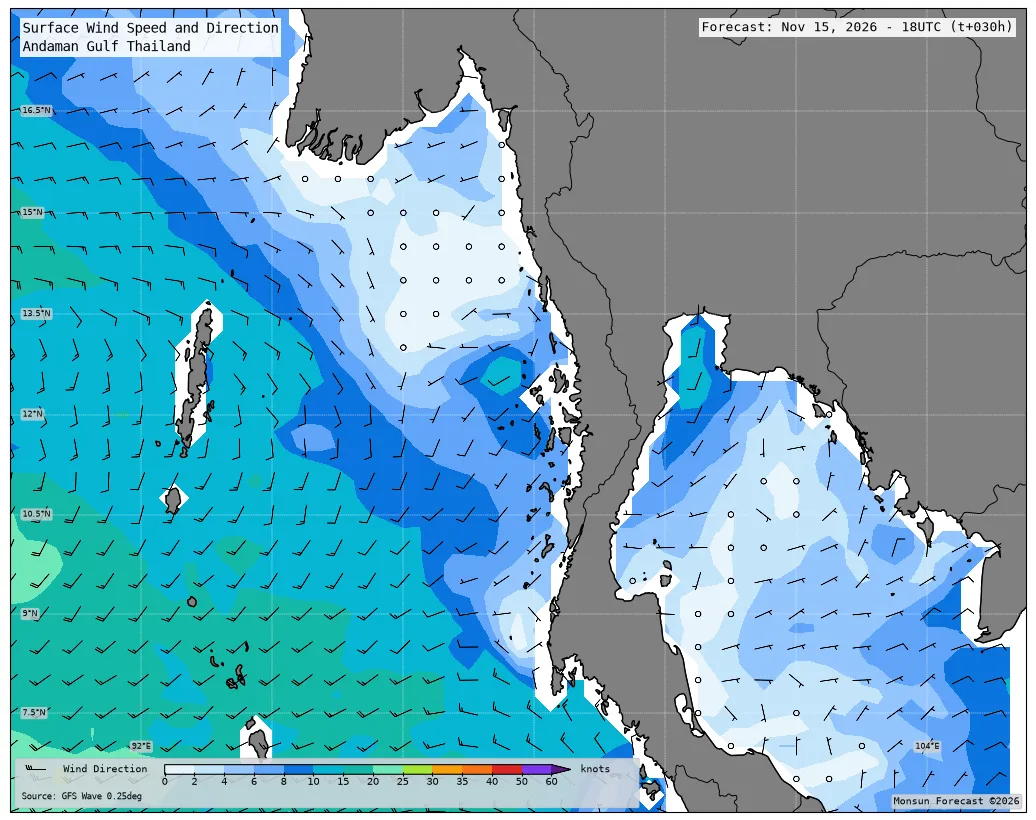 Surface Wind Speed and Direction
Andaman Gulf Thailand
Forecast: Nov 15, 2026 - 18UTC (t+030h)
16.5°N
15°N
13.5°N
12°N
10.5°N
9°N
7.5°N
92°E
104°E
Wind Direction
0 2 4 6 8 10 15 20 25 30 35 40 50 60 knots
Source: GFS Wave 0.25deg
Monsun Forecast ©2026